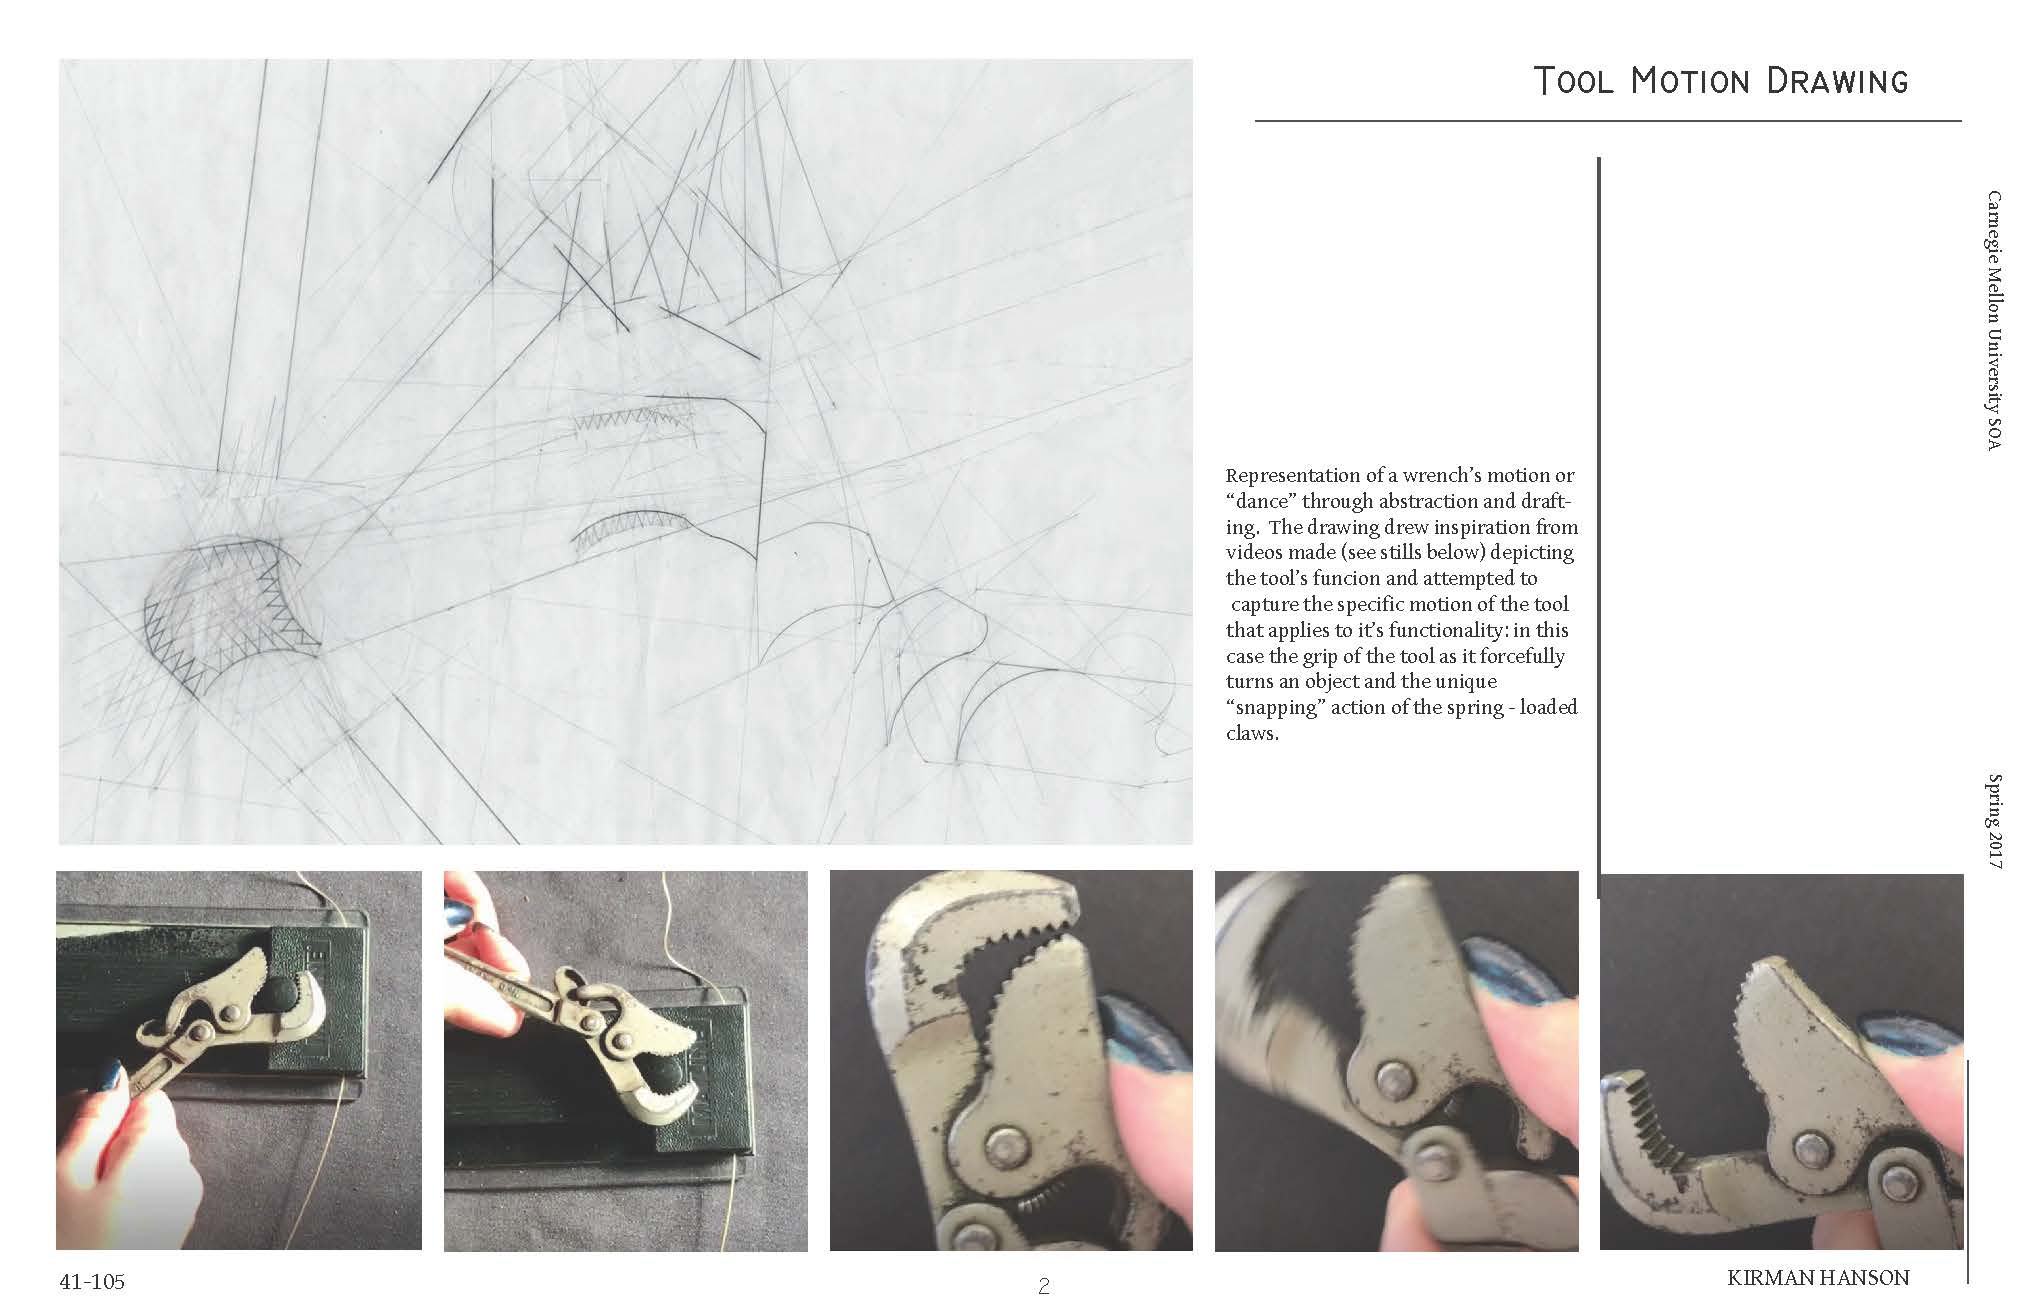 TOOL MOTION DRAWING
Carnegie Mellon University SOA
Representation of a wrench's motion or
“dance” through abstraction and draft-
ing. The drawing drew inspiration from
videos made (see stills below) depicting
the tool's funcion and attempted to
capture the specific motion of the tool
that applies to it's functionality: in this
case the grip of the tool as it forcefully
turns an object and the unique
“snapping” action of the spring - loaded
claws.
Spring 2017
41-105
2
KIRMAN HANSON